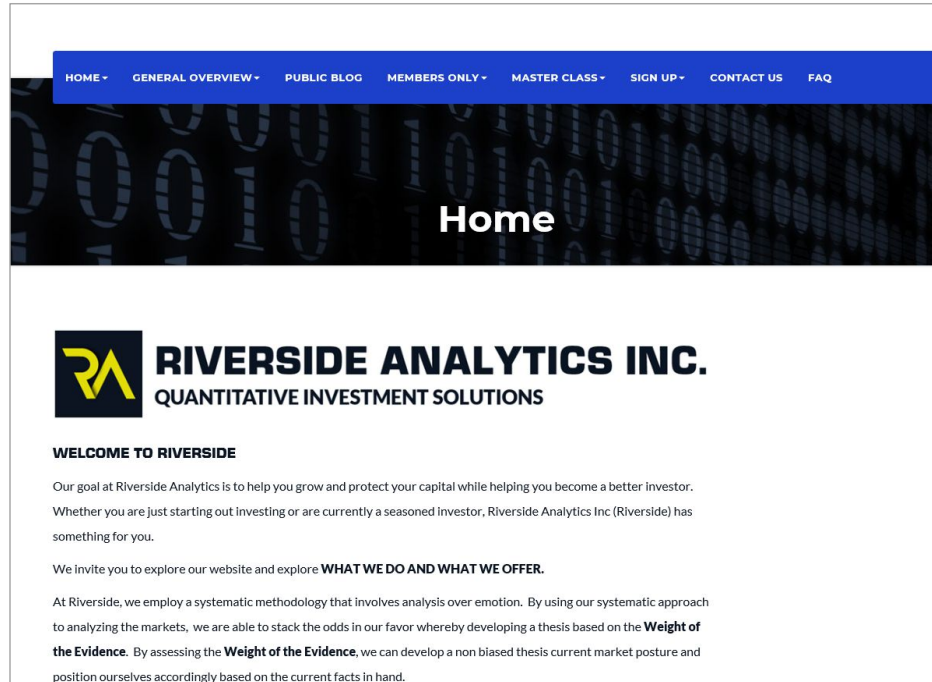 HOME GENERAL OVERVIEW PUBLIC BLOG MEMBERS ONLY MASTER CLASS SIGN UP CONTACT US FAQ
Home
RA RIVERSIDE ANALYTICS INC.
QUANTITATIVE INVESTMENT SOLUTIONS
WELCOME TO RIVERSIDE
Our goal at Riverside Analytics is to help you grow and protect your capital while helping you become a better investor.
Whether you are just starting out investing or are currently a seasoned investor, Riverside Analytics Inc (Riverside) has
something for you.
We invite you to explore our website and explore WHAT WE DO AND WHAT WE OFFER.
At Riverside, we employ a systematic methodology that involves analysis over emotion. By using our systematic approach
to analyzing the markets, we are able to stack the odds in our favor whereby developing a thesis based on the Weight of
the Evidence. By assessing the Weight of the Evidence, we can develop a non biased thesis current market posture and
position ourselves accordingly based on the current facts in hand.